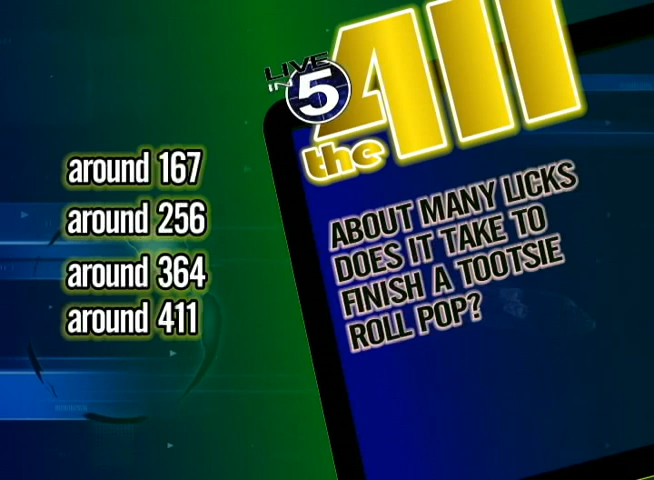 LIVE
IN 5
the 411
around 167
around 256
around 364
around 411
ABOUT MANY LICKS
DOES IT TAKE TO
FINISH A TOOTSIE
ROLL POP?